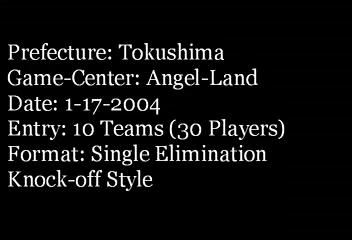 Prefecture: Tokushima
Game-Center: Angel-Land
Date: 1-17-2004
Entry: 10 Teams (30 Players)
Format: Single Elimination
Knock-off Style